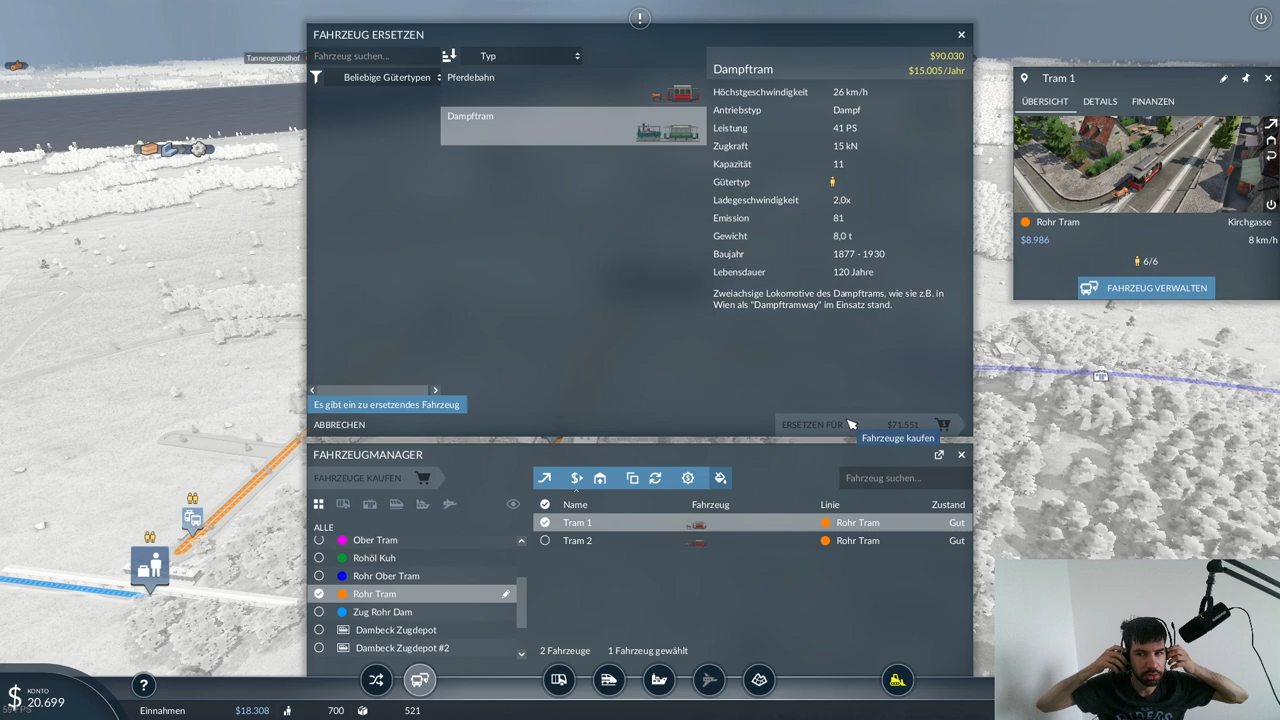 Tannengrundhof
FAHRZEUG ERSETZEN
Fahrzeug suchen...
Typ
Beliebige Gütertypen
Pferdebahn
Dampftram
$90.030
Dampftram
$15.005/Jahr
Höchstgeschwindigkeit 26 km/h
Antriebstyp Dampf
Leistung 41 PS
Zugkraft 15 kN
Kapazität 11
Gütertyp
Ladegeschwindigkeit 2,0x
Emission 81
Gewicht 8,0 t
Baujahr 1877 - 1930
Lebensdauer 120 Jahre
Zweiachsige Lokomotive des Dampftrams, wie sie z.B. in
Wien als "Dampftramway" im Einsatz stand.
Es gibt ein zu ersetzendes Fahrzeug
ABBRECHEN
ERSETZEN FÜR $71.551
Fahrzeuge kaufen
Tram 1
ÜBERSICHT DETAILS FINANZEN
Rohr Tram Kirchgasse
$8.986 8 km/h
6/6
FAHRZEUG VERWALTEN
FAHRZEUGMANAGER
FAHRZEUGE KAUFEN
Fahrzeug suchen...
ALLE
Ober Tram
Rohöl Kuh
Rohr Ober Tram
Rohr Tram
Zug Rohr Dam
Dambeck Zugdepot
Dambeck Zugdepot #2
Name Fahrzeug Linie Zustand
Tram 1 Rohr Tram Gut
Tram 2 Rohr Tram Gut
2 Fahrzeuge 1 Fahrzeug gewählt
$ KONTO
20.699
?
Einnahmen $18.308 700 521